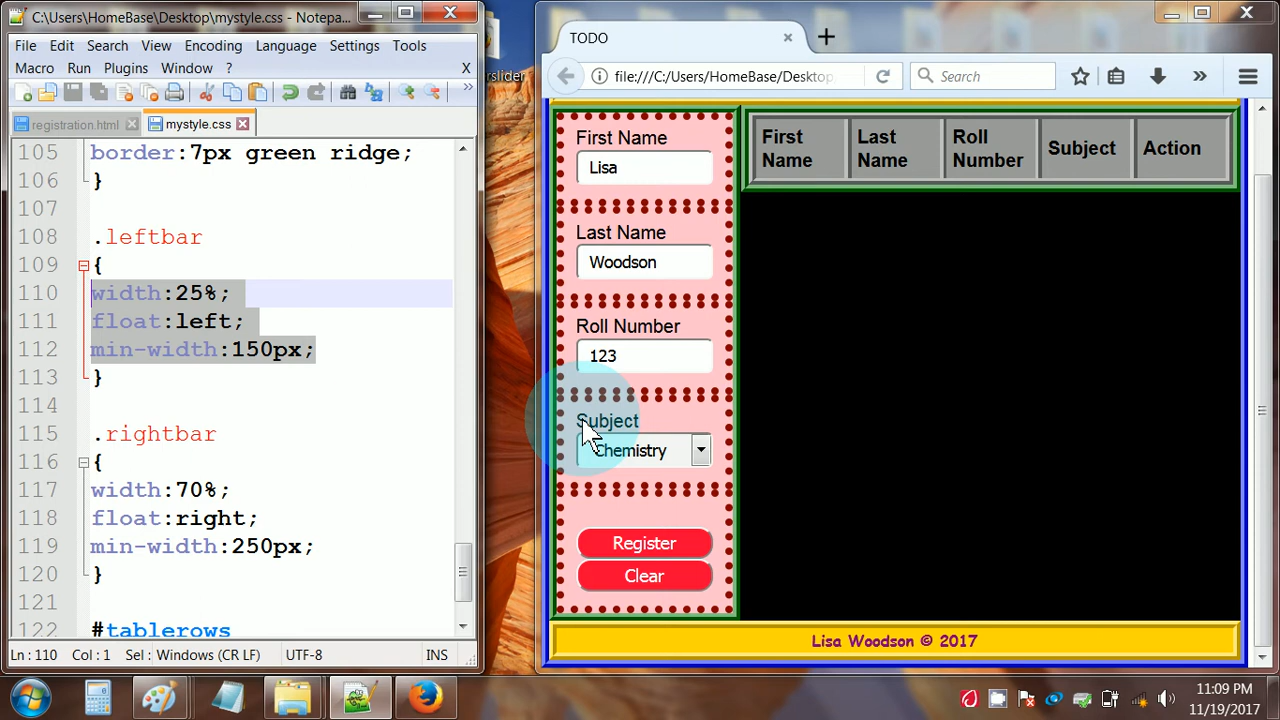 C:\Users\HomeBase\Desktop\mystyle.css - Notepa...
File Edit Search View Encoding Language Settings Tools
Macro Run Plugins Window ? X
registration.html mystyle.css
105 border:7px green ridge;
106 }
107
108 .leftbar
109 {
110 width:25%;
111 float:left;
112 min-width:150px;
113 }
114
115 .rightbar
116 {
117 width:70%;
118 float:right;
119 min-width:250px;
120 }
121
122 #tablerows
Ln : 110 Col : 1 Sel : Windows (CR LF) UTF-8 INS
rslider
TODO
file:///C:/Users/HomeBase/Desktop
Search
First Name
Lisa
Last Name
Woodson
Roll Number
123
Subject
Chemistry
Register
Clear
First Last Roll Subject Action
Name Name Number
Lisa Woodson © 2017
11:09 PM
11/19/2017